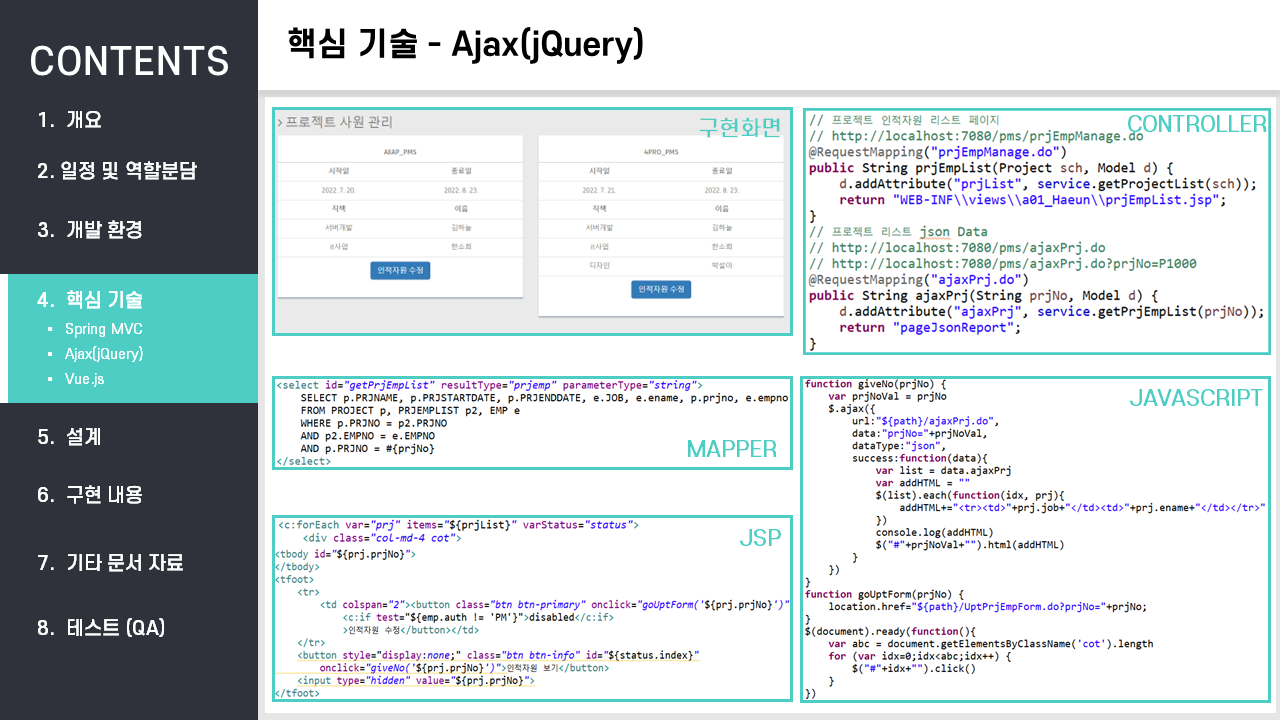 CONTENTS
1. 개요
2. 일정 및 역할분담
3. 개발 환경
4. 핵심 기술
▪ Spring MVC
▪ Ajax(jQuery)
▪ Vue.js
5. 설계
6. 구현 내용
7. 기타 문서 자료
8. 테스트 (QA)
핵심 기술 - Ajax(jQuery)
> 프로젝트 사원 관리
구현화면
A8AP_PMS
시작일 종료일
2022. 7. 20. 2022. 8. 23.
직책 이름
서버개발 김하늘
it사업 한소희
인적자원 수정
4PRO_PMS
시작일 종료일
2022. 7. 21. 2022. 8. 23.
직책 이름
서버개발 김하늘
it사업 한소희
디자인 박설아
인적자원 수정
CONTROLLER
// 프로젝트 인적자원 리스트 페이지
// http://localhost:7080/pms/prjEmpManage.do
@RequestMapping("prjEmpManage.do")
public String prjEmpList(Project sch, Model d) {
    d.addAttribute("prjList", service.getProjectList(sch));
    return "WEB-INF\\views\\a01_Haeun\\prjEmpList.jsp";
}
// 프로젝트 리스트 json Data
// http://localhost:7080/pms/ajaxPrj.do
// http://localhost:7080/pms/ajaxPrj.do?prjNo=P1000
@RequestMapping("ajaxPrj.do")
public String ajaxPrj(String prjNo, Model d) {
    d.addAttribute("ajaxPrj", service.getPrjEmpList(prjNo));
    return "pageJsonReport";
}
<select id="getPrjEmpList" resultType="prjemp" parameterType="string">
    SELECT p.PRJNAME, p.PRJSTARTDATE, p.PRJENDDATE, e.JOB, e.ename, p.prjno, e.empno
    FROM PROJECT p, PRJEMPLIST p2, EMP e
    WHERE p.PRJNO = p2.PRJNO
    AND p2.EMPNO = e.EMPNO
    AND p.PRJNO = #{prjNo}
</select>
MAPPER
<c:forEach var="prj" items="${prjList}" varStatus="status">
    <div class="col-md-4 cot">
<tbody id="${prj.prjNo}">
</tbody>
<tfoot>
    <tr>
        <td colspan="2"><button class="btn btn-primary" onclick="goUptForm('${prj.prjNo}')"
            <c:if test="${emp.auth != 'PM'}">disabled</c:if>
            >인적자원 수정</button></td>
    </tr>
    <button style="display:none;" class="btn btn-info" id="${status.index}"
        onclick="giveNo('${prj.prjNo}')">인적자원 보기</button>
    <input type="hidden" value="${prj.prjNo}">
</tfoot>
JSP
JAVASCRIPT
function giveNo(prjNo) {
    var prjNoVal = prjNo
    $.ajax({
        url:"${path}/ajaxPrj.do",
        data:"prjNo="+prjNoVal,
        dataType:"json",
        success:function(data){
            var list = data.ajaxPrj
            var addHTML = ""
            $(list).each(function(idx, prj){
                addHTML+="<tr><td>"+prj.job+"</td><td>"+prj.ename+"</td></tr>"
            })
            console.log(addHTML)
            $("#"+prjNoVal+"").html(addHTML)
        }
    })
}
function goUptForm(prjNo) {
    location.href="${path}/UptPrjEmpForm.do?prjNo="+prjNo;
}
$(document).ready(function(){
    var abc = document.getElementsByClassName('cot').length
    for (var idx=0;idx<abc;idx++) {
        $("#"+idx+"").click()
    }
})